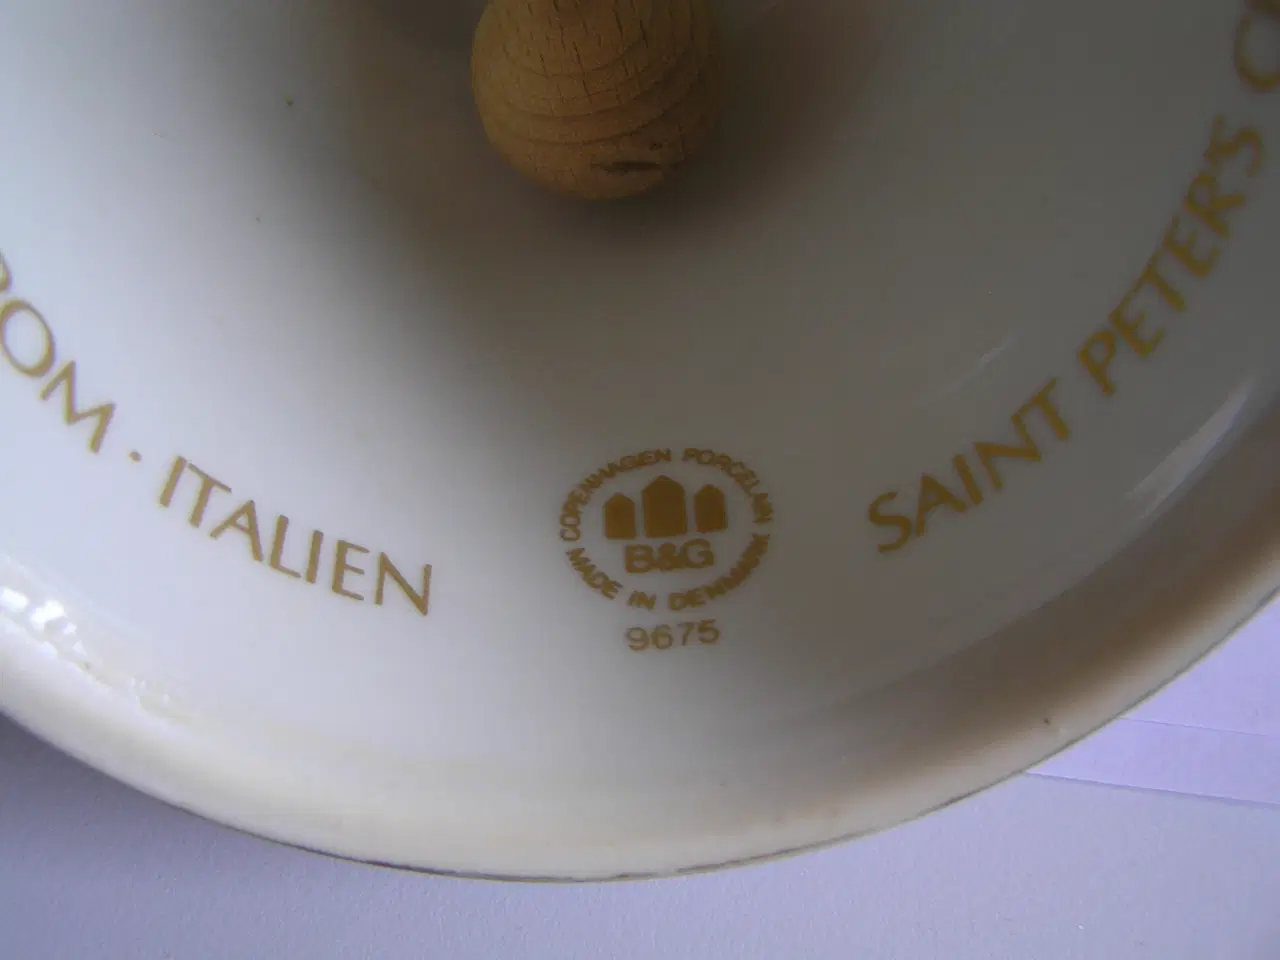 ROM · ITALIEN
COPENHAGEN PORCELAIN
B&G
MADE IN DENMARK
9675
SAINT PETER'S